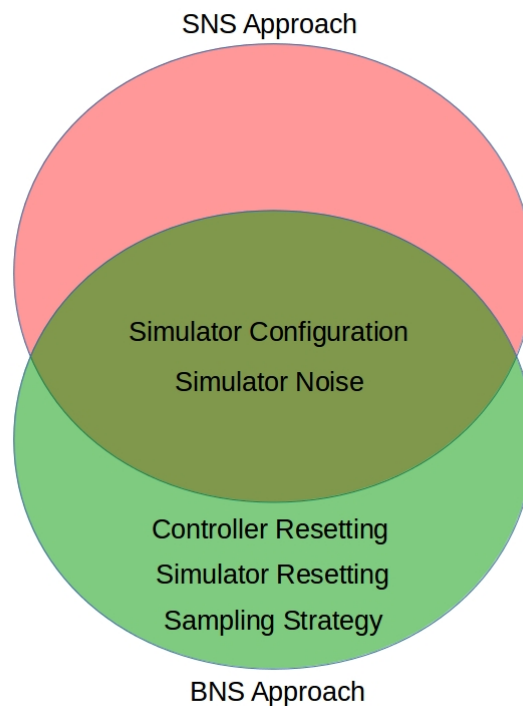 SNS Approach
Simulator Configuration
Simulator Noise
Controller Resetting
Simulator Resetting
Sampling Strategy
BNS Approach